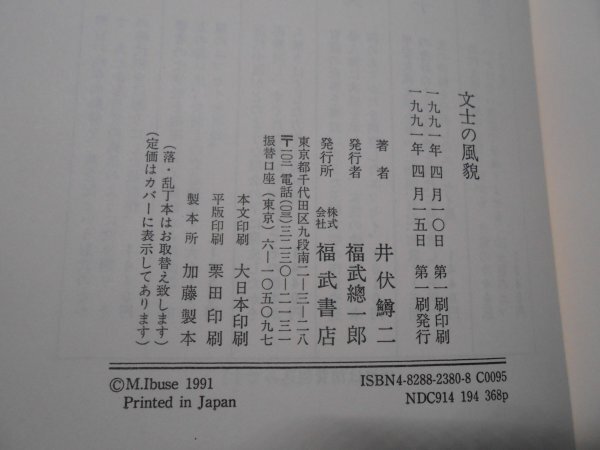 文士の風貌
一九九一年 四月一〇日 第一刷印刷
一九九一年 四月一五日 第一刷発行
著者 井伏鱒二
発行者 福武總一郎
発行所 株式会社 福武書店
東京都千代田区九段南二—三—二八
〒一〇二 電話(〇三)三二三〇—二一三一
振替口座(東京)六—一〇五〇九七
本文印刷 大日本印刷
平版印刷 栗田印刷
製本所 加藤製本
(落・乱丁本はお取替え致します)
(定価はカバーに表示してあります)
©M.Ibuse 1991
Printed in Japan
ISBN4-8288-2380-8 C0095
NDC914 194 368p